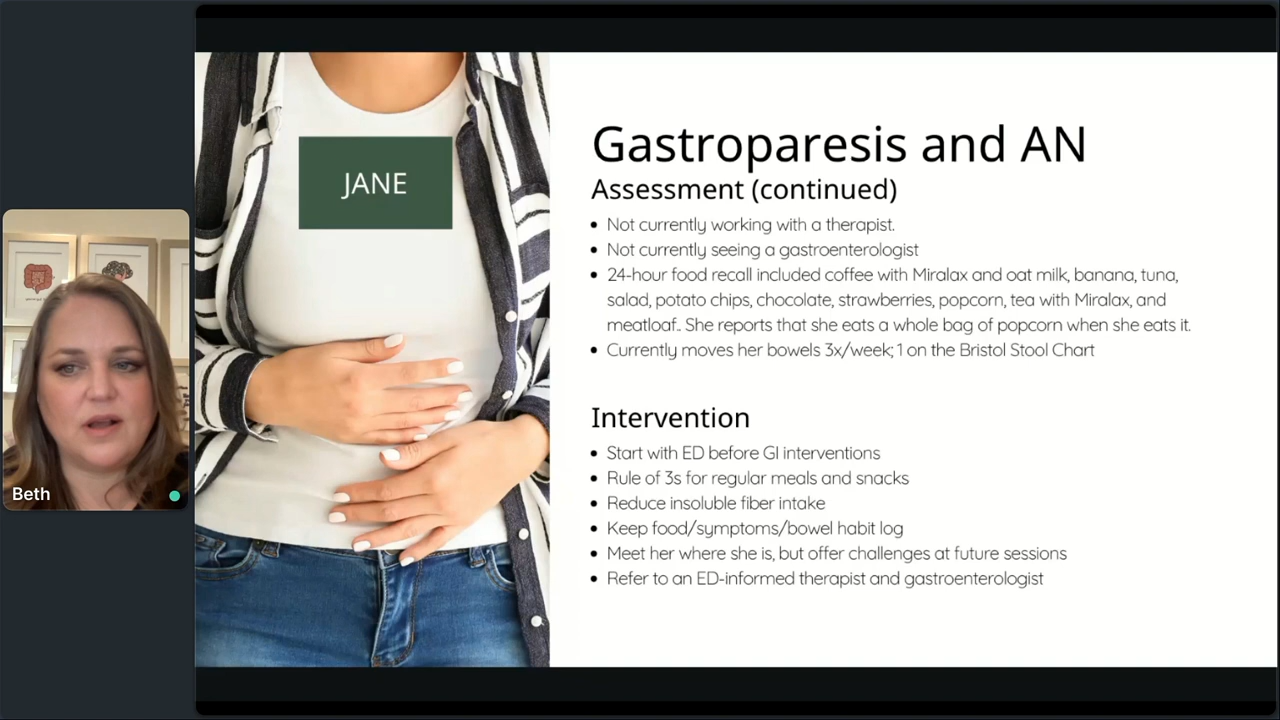 JANE
Gastroparesis and AN
Assessment (continued)
• Not currently working with a therapist.
• Not currently seeing a gastroenterologist
• 24-hour food recall included coffee with Miralax and oat milk, banana, tuna,
salad, potato chips, chocolate, strawberries, popcorn, tea with Miralax, and
meatloaf.. She reports that she eats a whole bag of popcorn when she eats it.
• Currently moves her bowels 3x/week; 1 on the Bristol Stool Chart
Intervention
• Start with ED before GI interventions
• Rule of 3s for regular meals and snacks
• Reduce insoluble fiber intake
• Keep food/symptoms/bowel habit log
• Meet her where she is, but offer challenges at future sessions
• Refer to an ED-informed therapist and gastroenterologist
Beth